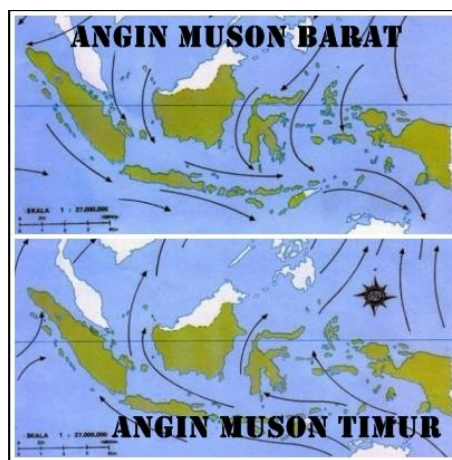 ANGIN MUSON BARAT
SKALA 1 : 27,000,000
SKALA 1 : 27,000,000
ANGIN MUSON TIMUR